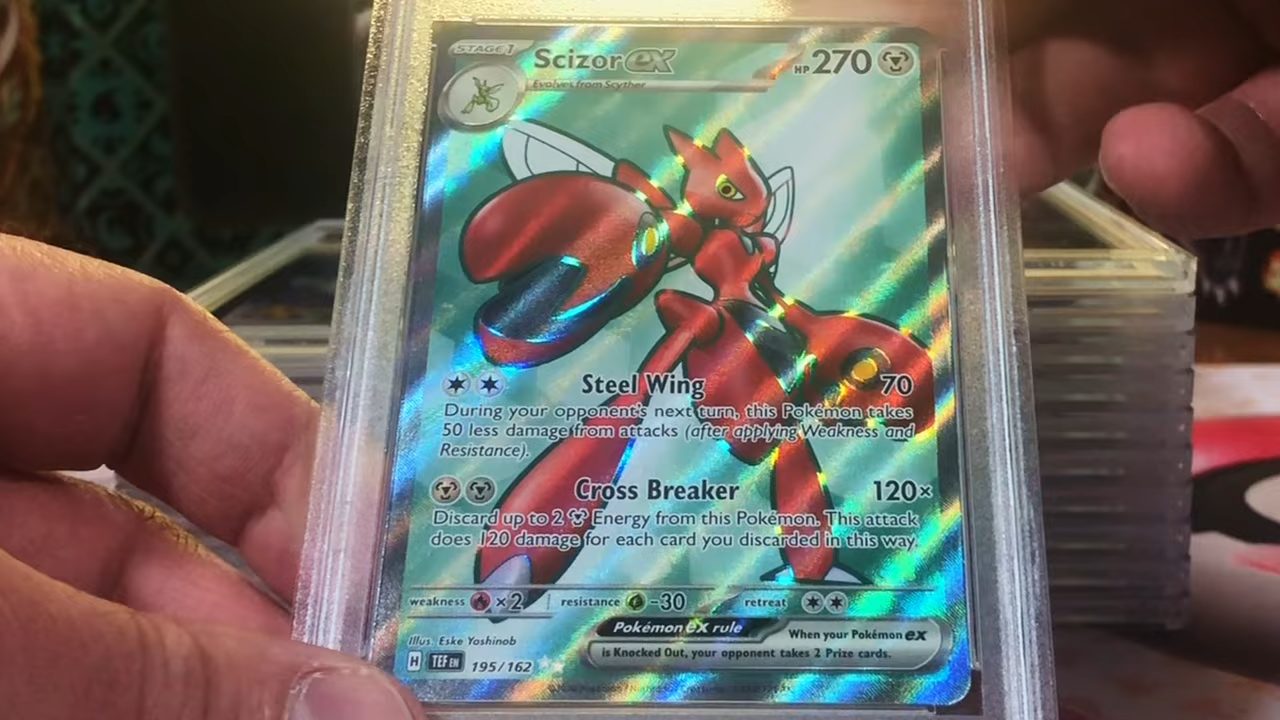 STAGE 1
Scizor ex
HP 270
Evolves from Scyther
Steel Wing 70
During your opponent's next turn, this Pokémon takes
50 less damage from attacks (after applying Weakness and
Resistance).
Cross Breaker 120×
Discard up to 2 Energy from this Pokémon. This attack
does 120 damage for each card you discarded in this way.
weakness ×2 resistance -30 retreat
Pokémon ex rule
When your Pokémon ex
is Knocked Out, your opponent takes 2 Prize cards.
Illus. Eske Yoshinob
H TEF EN 195/162